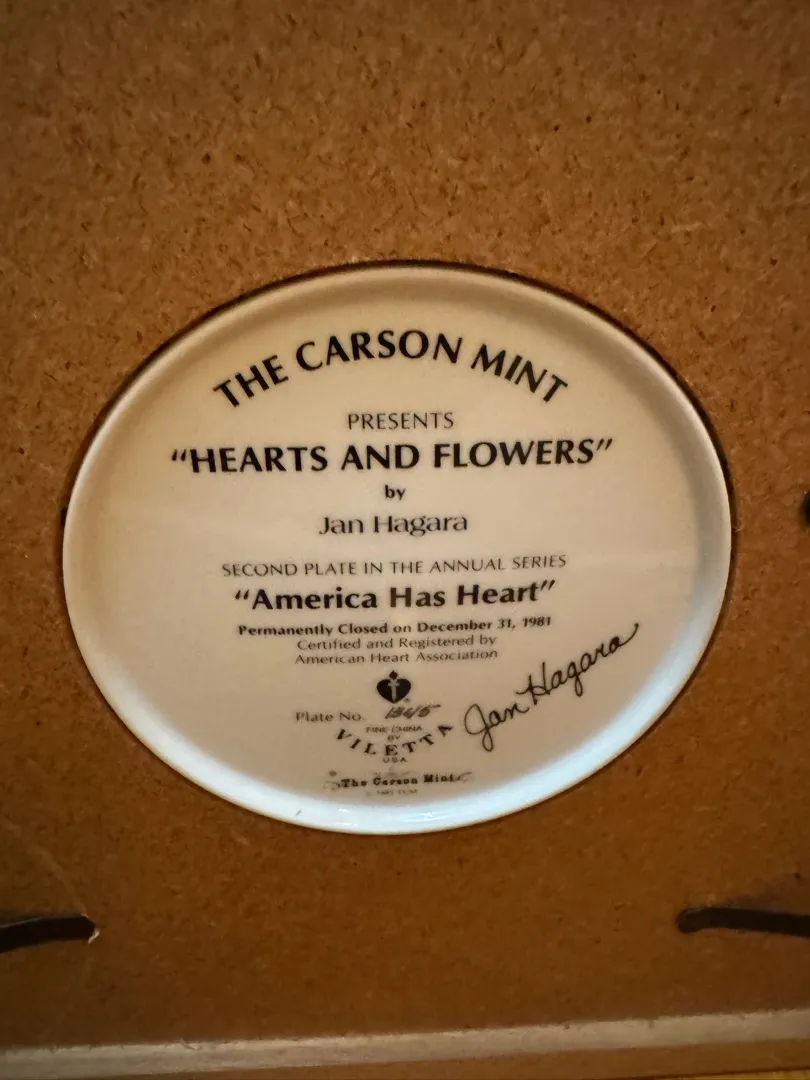 THE CARSON MINT
PRESENTS
“HEARTS AND FLOWERS”
by
Jan Hagara
SECOND PLATE IN THE ANNUAL SERIES
“America Has Heart”
Permanently Closed on December 31, 1981
Certified and Registered by
American Heart Association
Plate No.
Jan Hagara
FINE CHINA
BY
VILETTA
USA
The Carson Mint